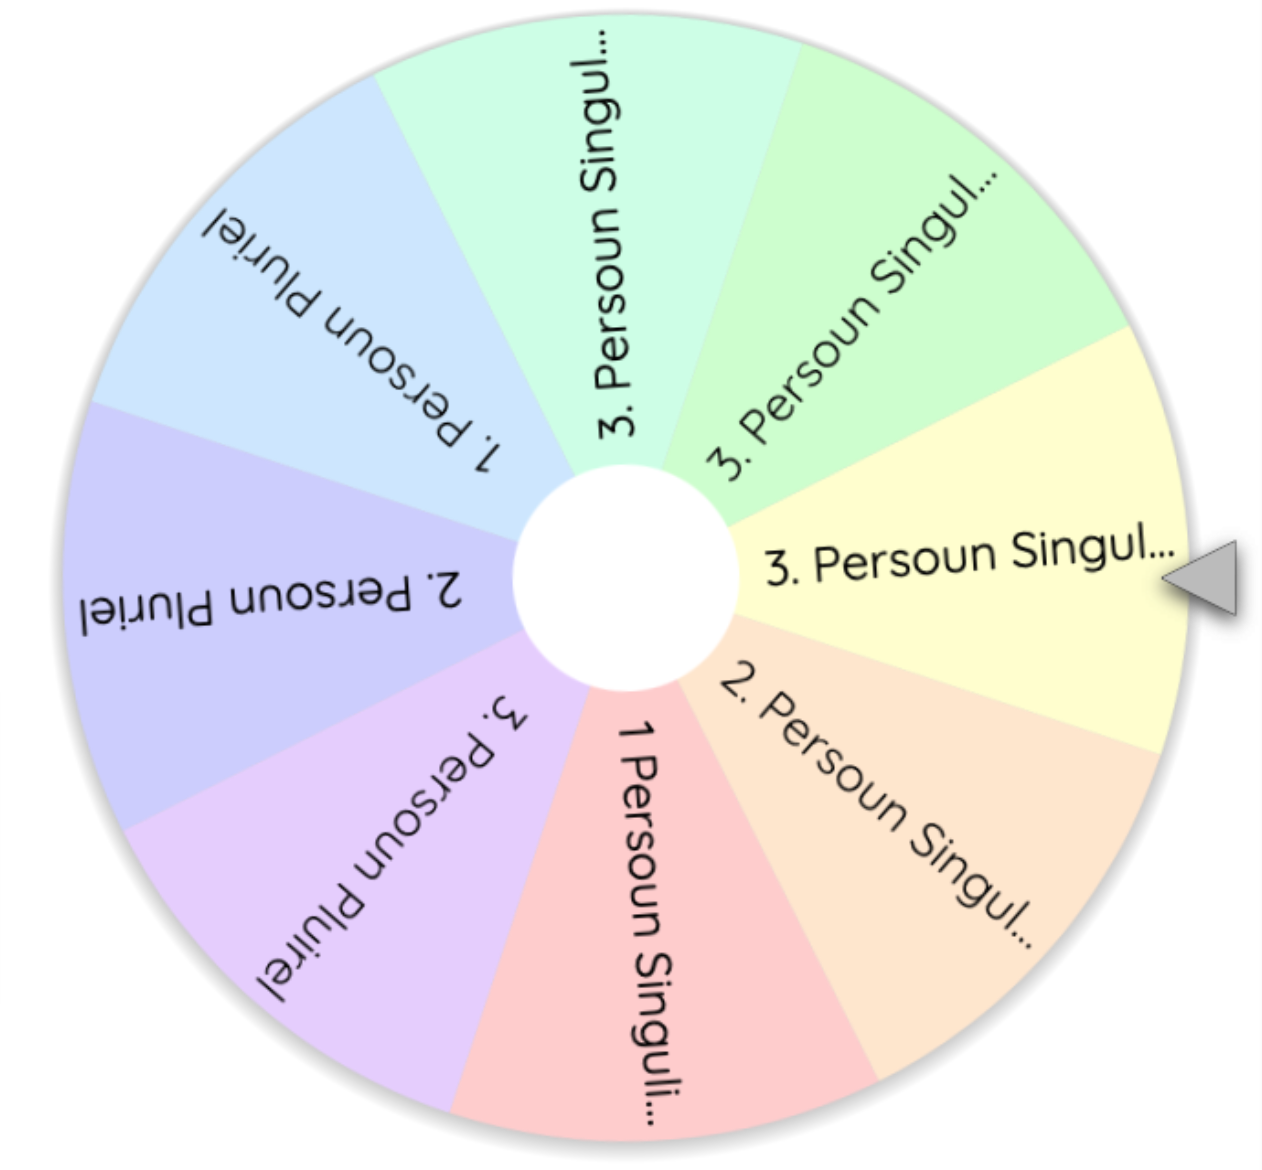 3. Persoun Singul...
3. Persoun Singul...
3. Persoun Singul...
2. Persoun Singul...
1 Persoun Singuli...
3. Persoun Pluirel
2. Persoun Pluriel
1. Persoun Pluriel